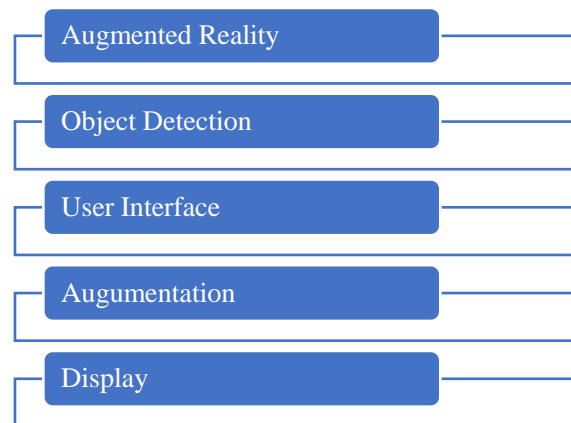 Augmented Reality
Object Detection
User Interface
Augumentation
Display